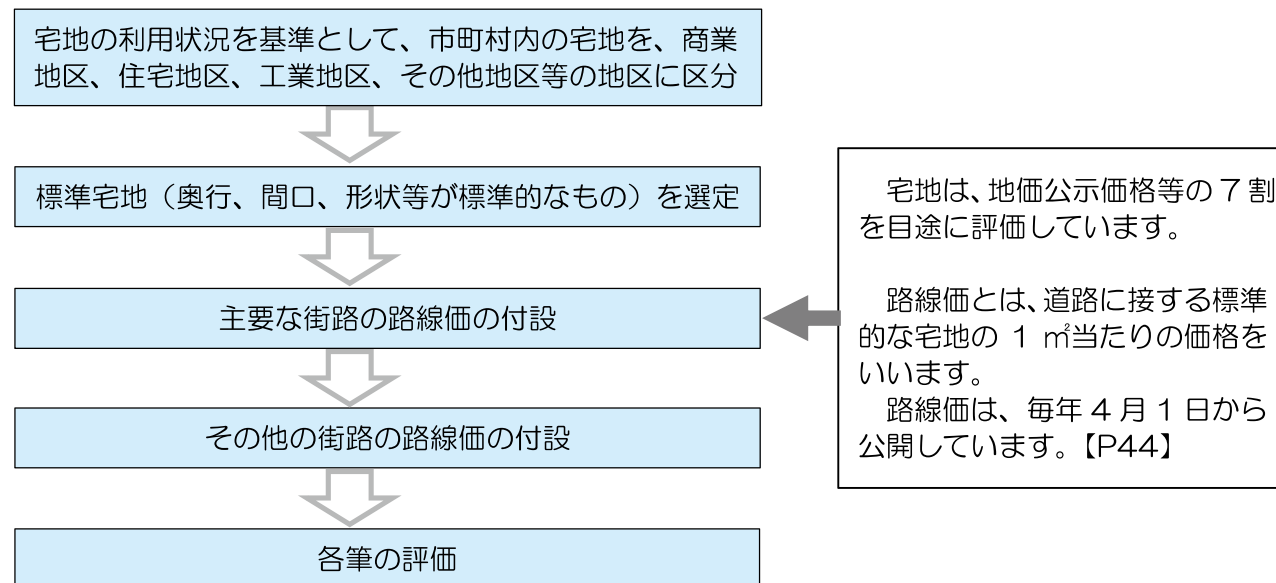 宅地の利用状況を基準として、市町村内の宅地を、商業
地区、住宅地区、工業地区、その他地区等の地区に区分
標準宅地（奥行、間口、形状等が標準的なもの）を選定
主要な街路の路線価の付設
その他の街路の路線価の付設
各筆の評価
宅地は、地価公示価格等の７割
を目途に評価しています。
路線価とは、道路に接する標準
的な宅地の 1 ㎡当たりの価格を
いいます。
路線価は、毎年 4 月 1 日から
公開しています。【P44】